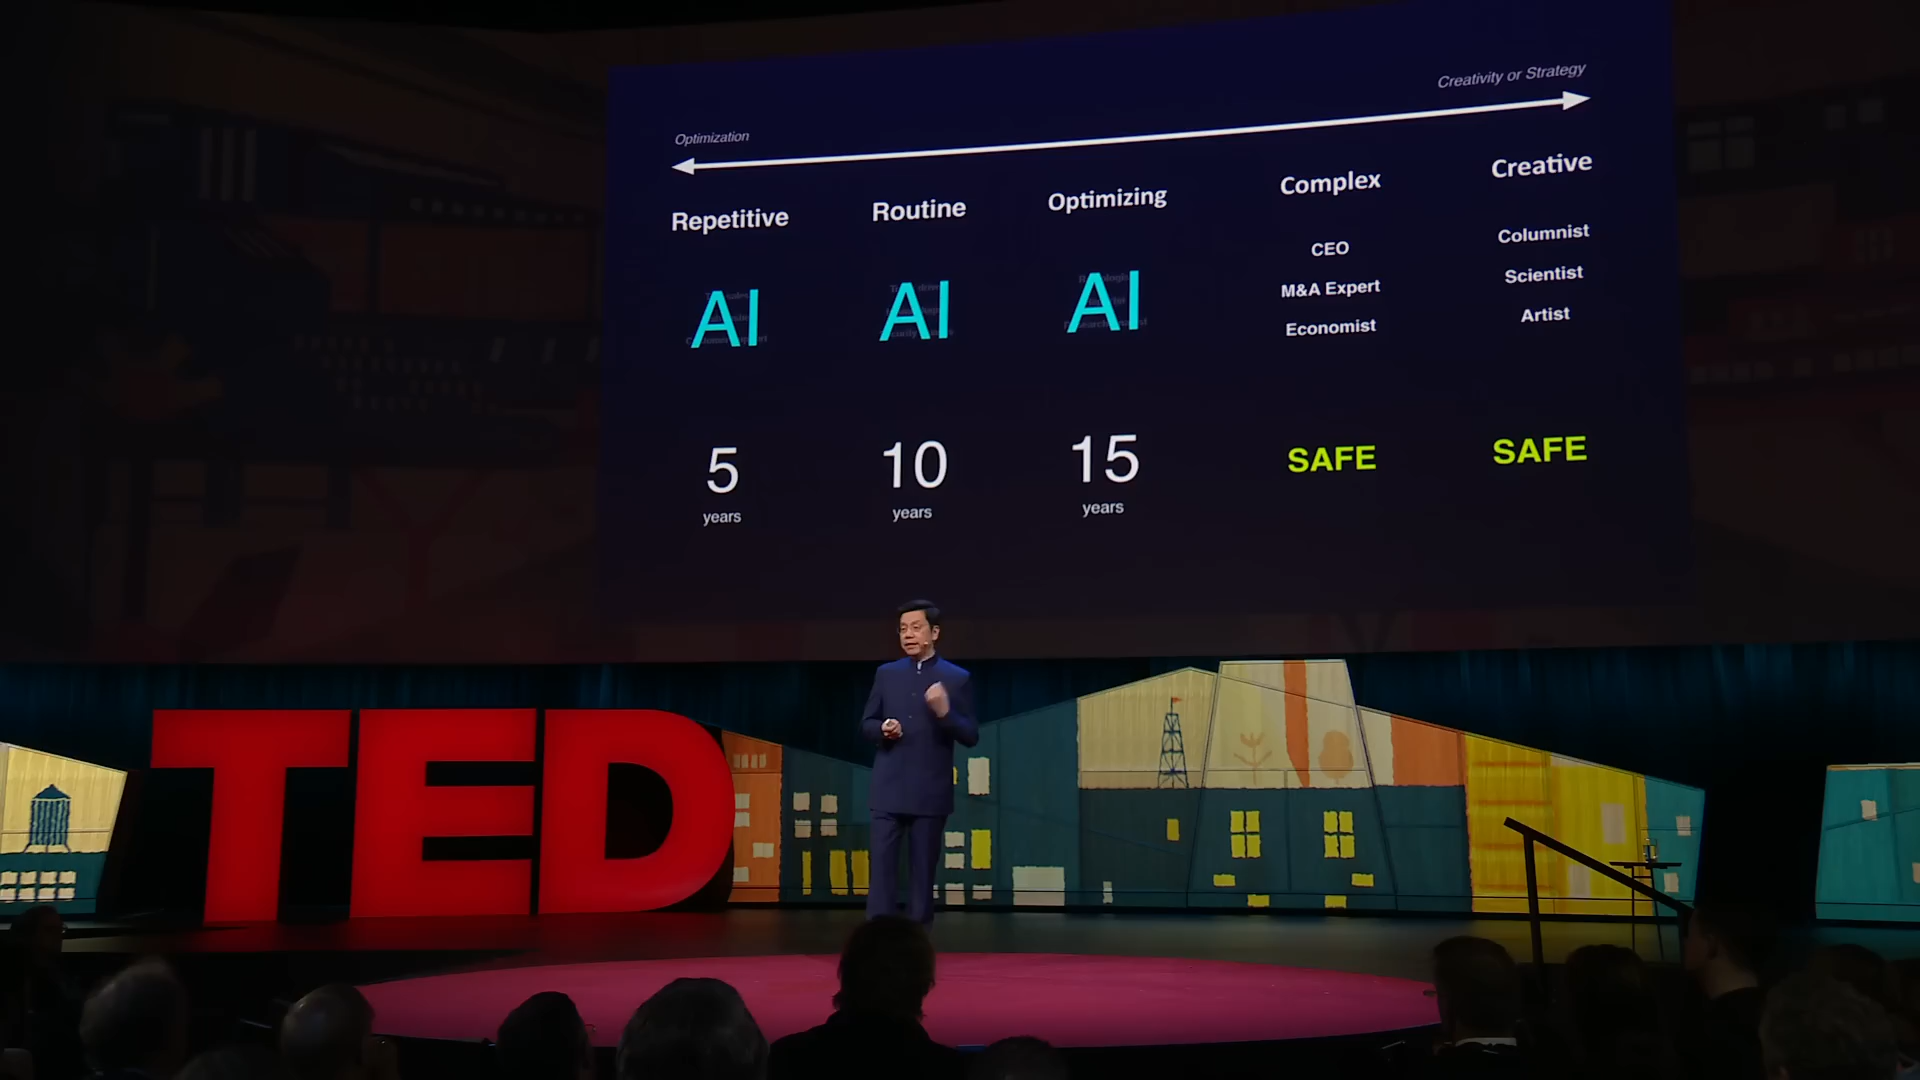 Creativity or Strategy
Optimization
Repetitive
Routine
Optimizing
Complex
Creative
AI
AI
AI
CEO
M&A Expert
Economist
Columnist
Scientist
Artist
5
years
10
years
15
years
SAFE
SAFE
TED